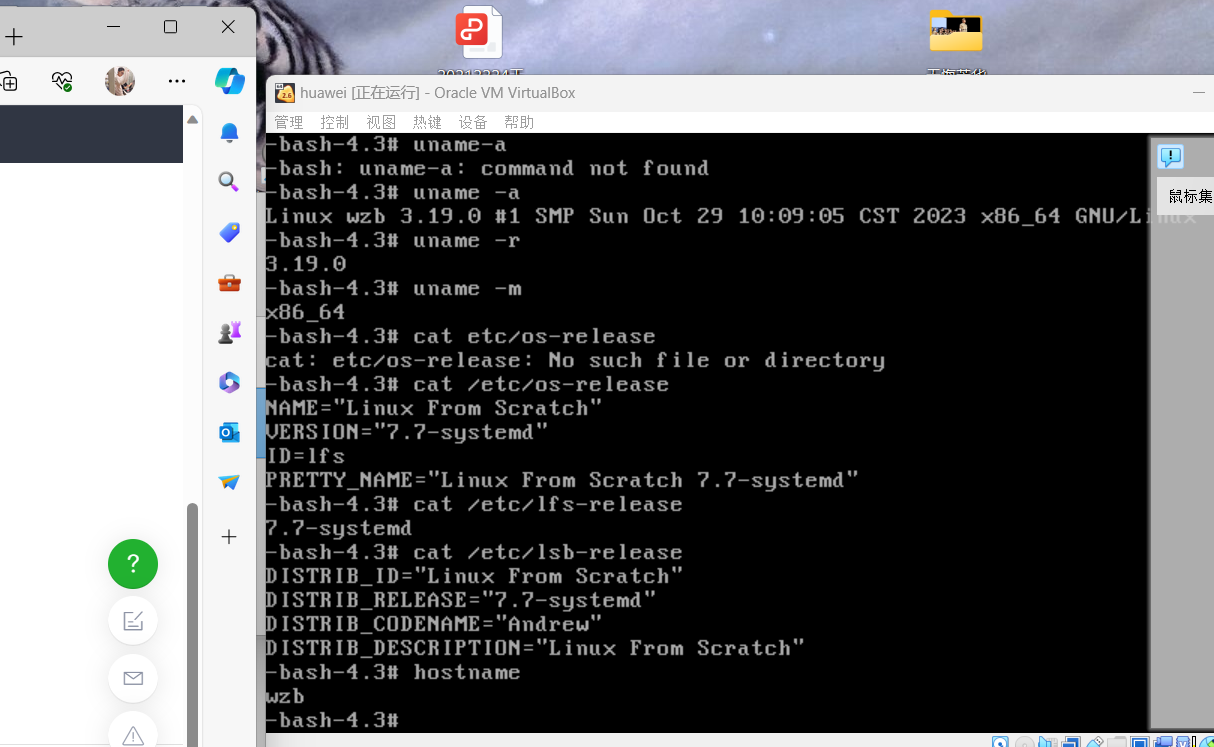 huawei [正在运行] - Oracle VM VirtualBox
管理 控制 视图 热键 设备 帮助
-bash-4.3# uname-a
-bash: uname-a: command not found
-bash-4.3# uname -a
Linux wzb 3.19.0 #1 SMP Sun Oct 29 10:09:05 CST 2023 x86_64 GNU/Linux
-bash-4.3# uname -r
3.19.0
-bash-4.3# uname -m
x86_64
-bash-4.3# cat etc/os-release
cat: etc/os-release: No such file or directory
-bash-4.3# cat /etc/os-release
NAME="Linux From Scratch"
VERSION="7.7-systemd"
ID=lfs
PRETTY_NAME="Linux From Scratch 7.7-systemd"
-bash-4.3# cat /etc/lfs-release
7.7-systemd
-bash-4.3# cat /etc/lsb-release
DISTRIB_ID="Linux From Scratch"
DISTRIB_RELEASE="7.7-systemd"
DISTRIB_CODENAME="Andrew"
DISTRIB_DESCRIPTION="Linux From Scratch"
-bash-4.3# hostname
wzb
-bash-4.3#
鼠标集